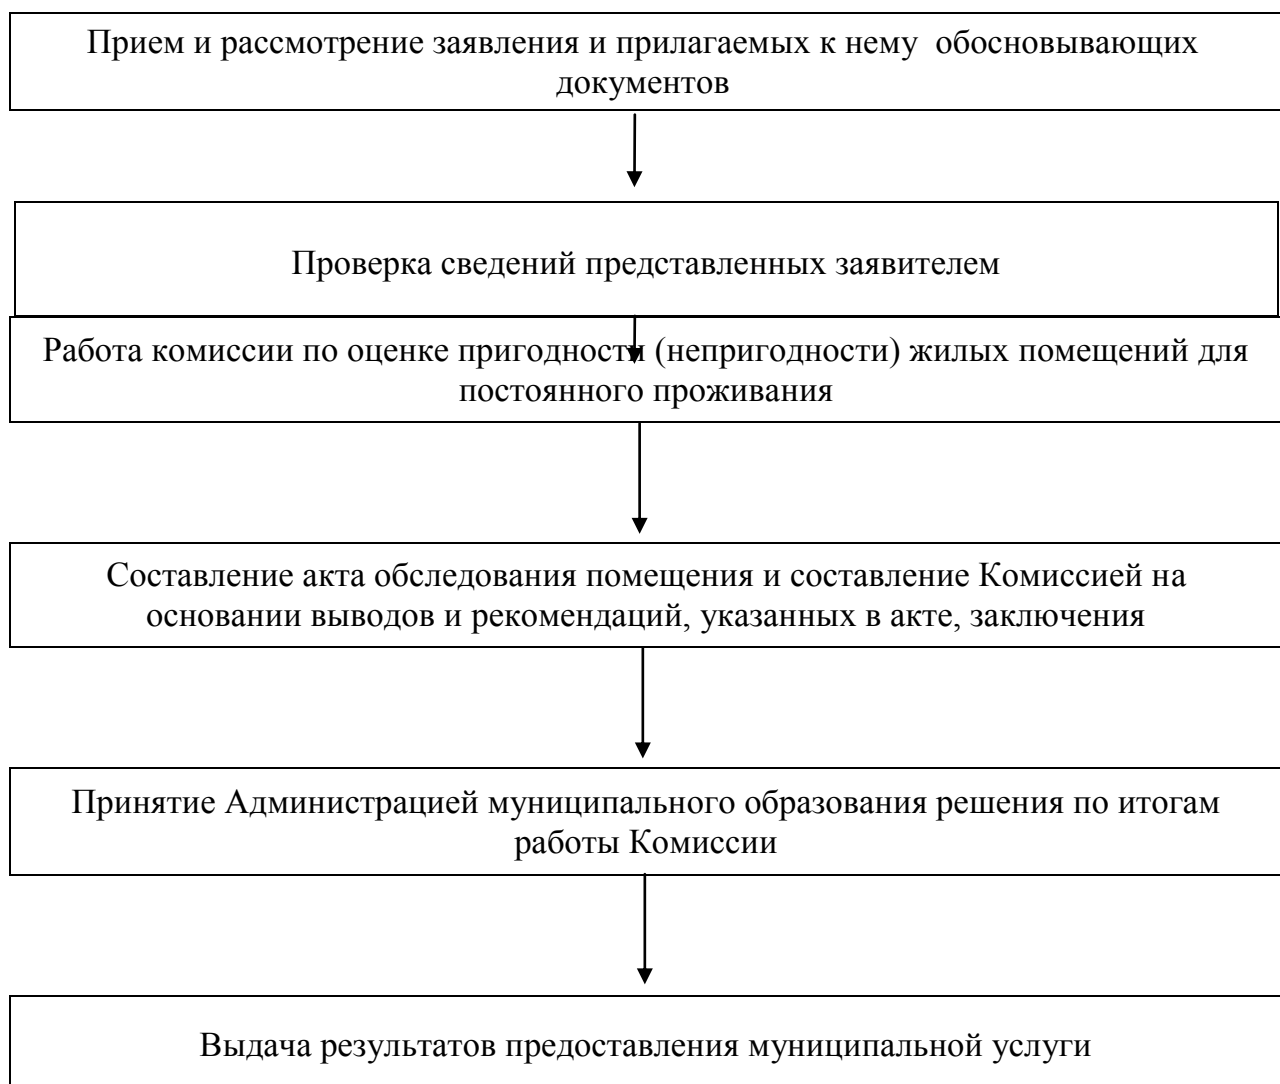 Прием и рассмотрение заявления и прилагаемых к нему  обосновывающих
документов
Проверка сведений представленных заявителем
Работа комиссии по оценке пригодности (непригодности) жилых помещений для
постоянного проживания
Составление акта обследования помещения и составление Комиссией на
основании выводов и рекомендаций, указанных в акте, заключения
Принятие Администрацией муниципального образования решения по итогам
работы Комиссии
Выдача результатов предоставления муниципальной услуги